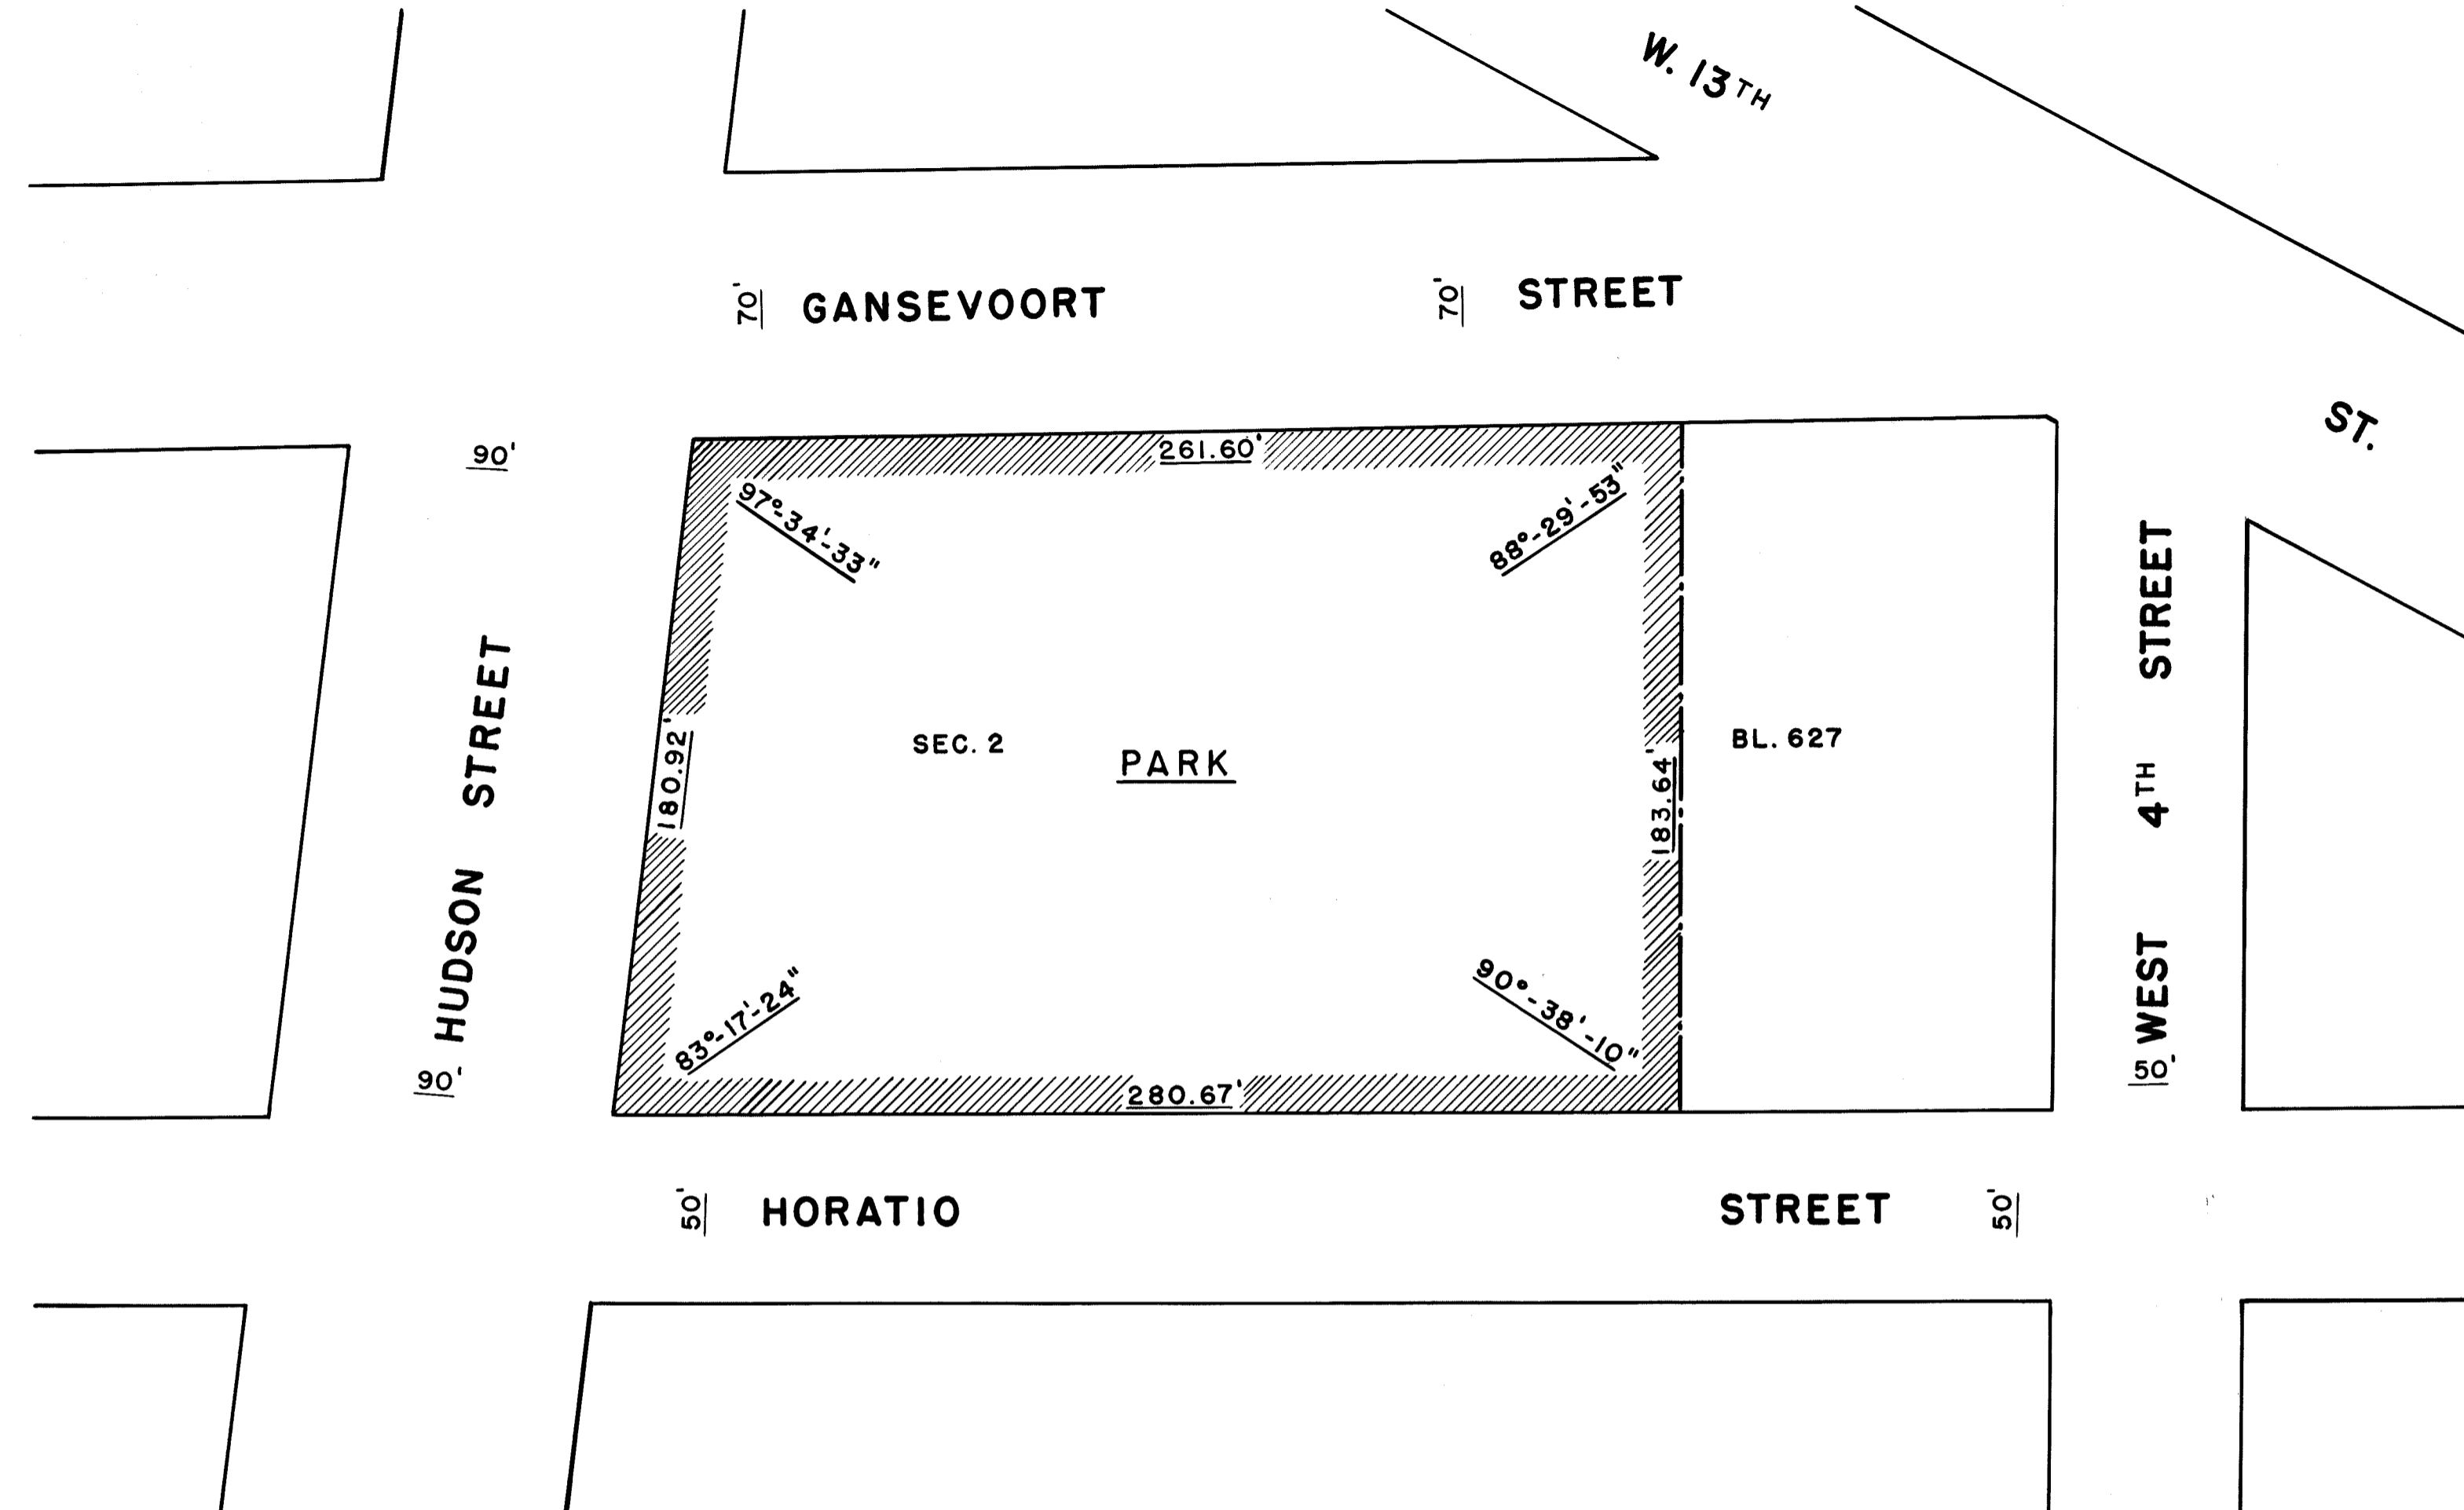 W. 13TH
ST.
70'
GANSEVOORT
70'
STREET
90'
261.60'
97°-34'-33"
88°-29'-53"
HUDSON STREET
180.92'
SEC. 2
PARK
183.64'
BL. 627
WEST 4TH STREET
83°-17'-24"
90°-38'-10"
90'
280.67'
50'
50'
HORATIO
STREET
50'